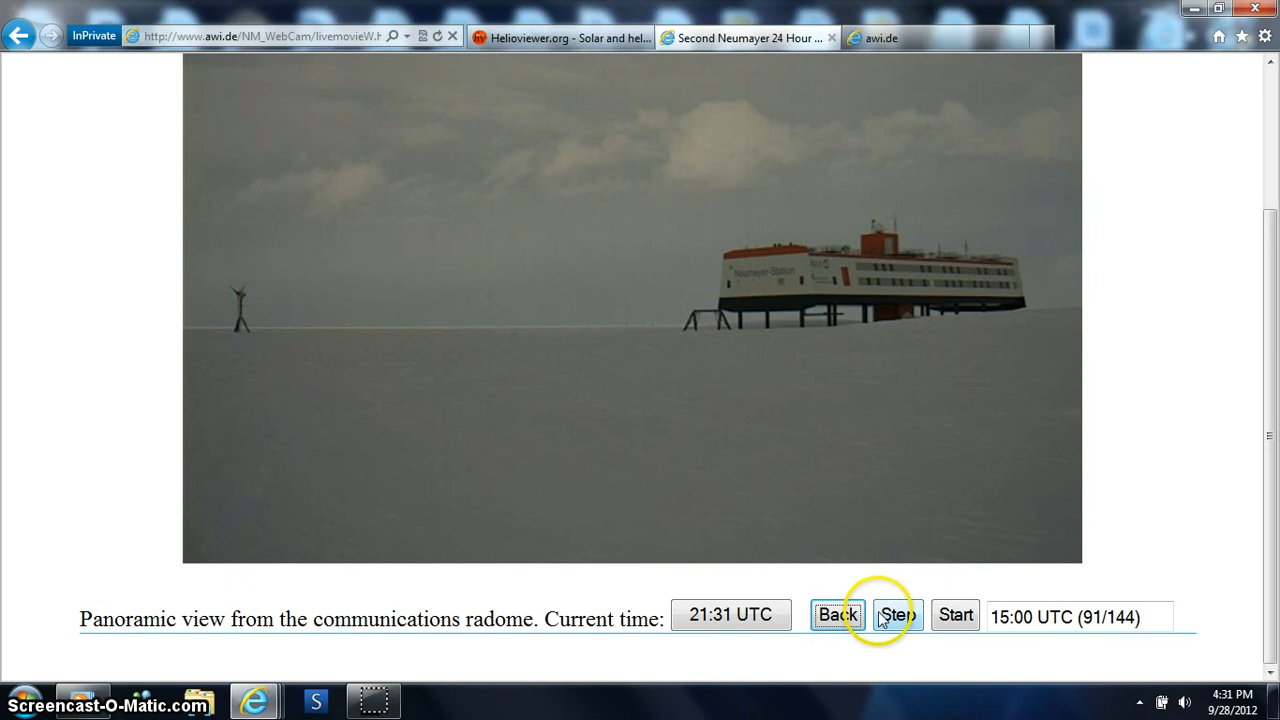 InPrivate
http://www.awi.de/NM_WebCam/livemovieW.h
Helioviewer.org - Solar and hel...
Second Neumayer 24 Hour ...
awi.de
Neumayer-Station
Panoramic view from the communications radome. Current time: 21:31 UTC Back Step Start 15:00 UTC (91/144)
S
4:31 PM
9/28/2012
Screencast-O-Matic.com